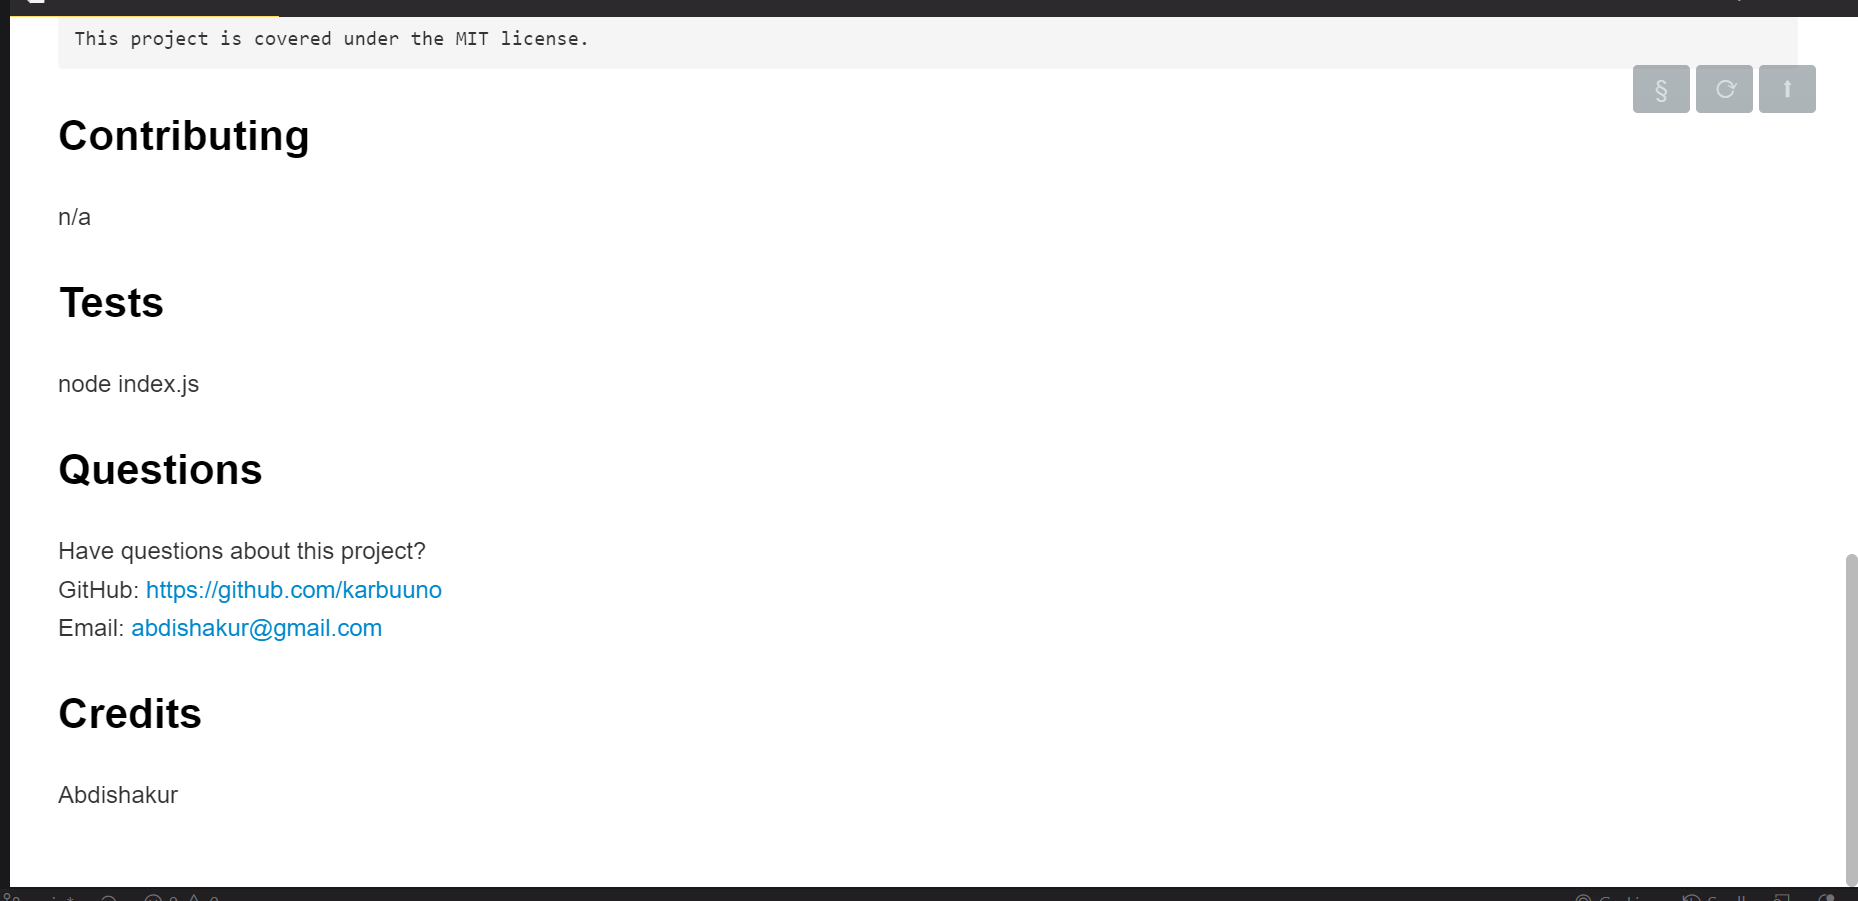 This project is covered under the MIT license.
§
Contributing
n/a
Tests
node index.js
Questions
Have questions about this project?
GitHub: https://github.com/karbuuno
Email: abdishakur@gmail.com
Credits
Abdishakur